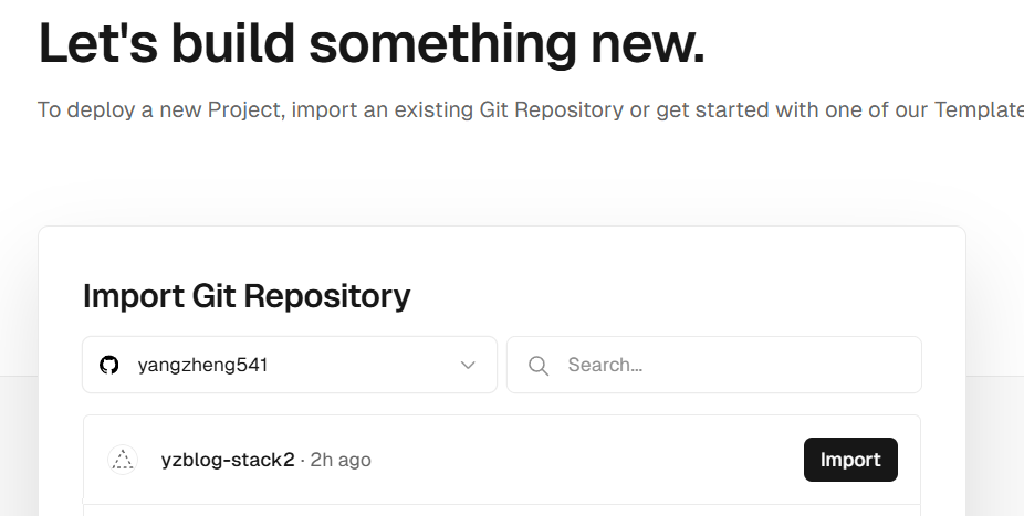 Let's build something new.
To deploy a new Project, import an existing Git Repository or get started with one of our Template
Import Git Repository
yangzheng541
Search...
yzblog-stack2 · 2h ago
Import